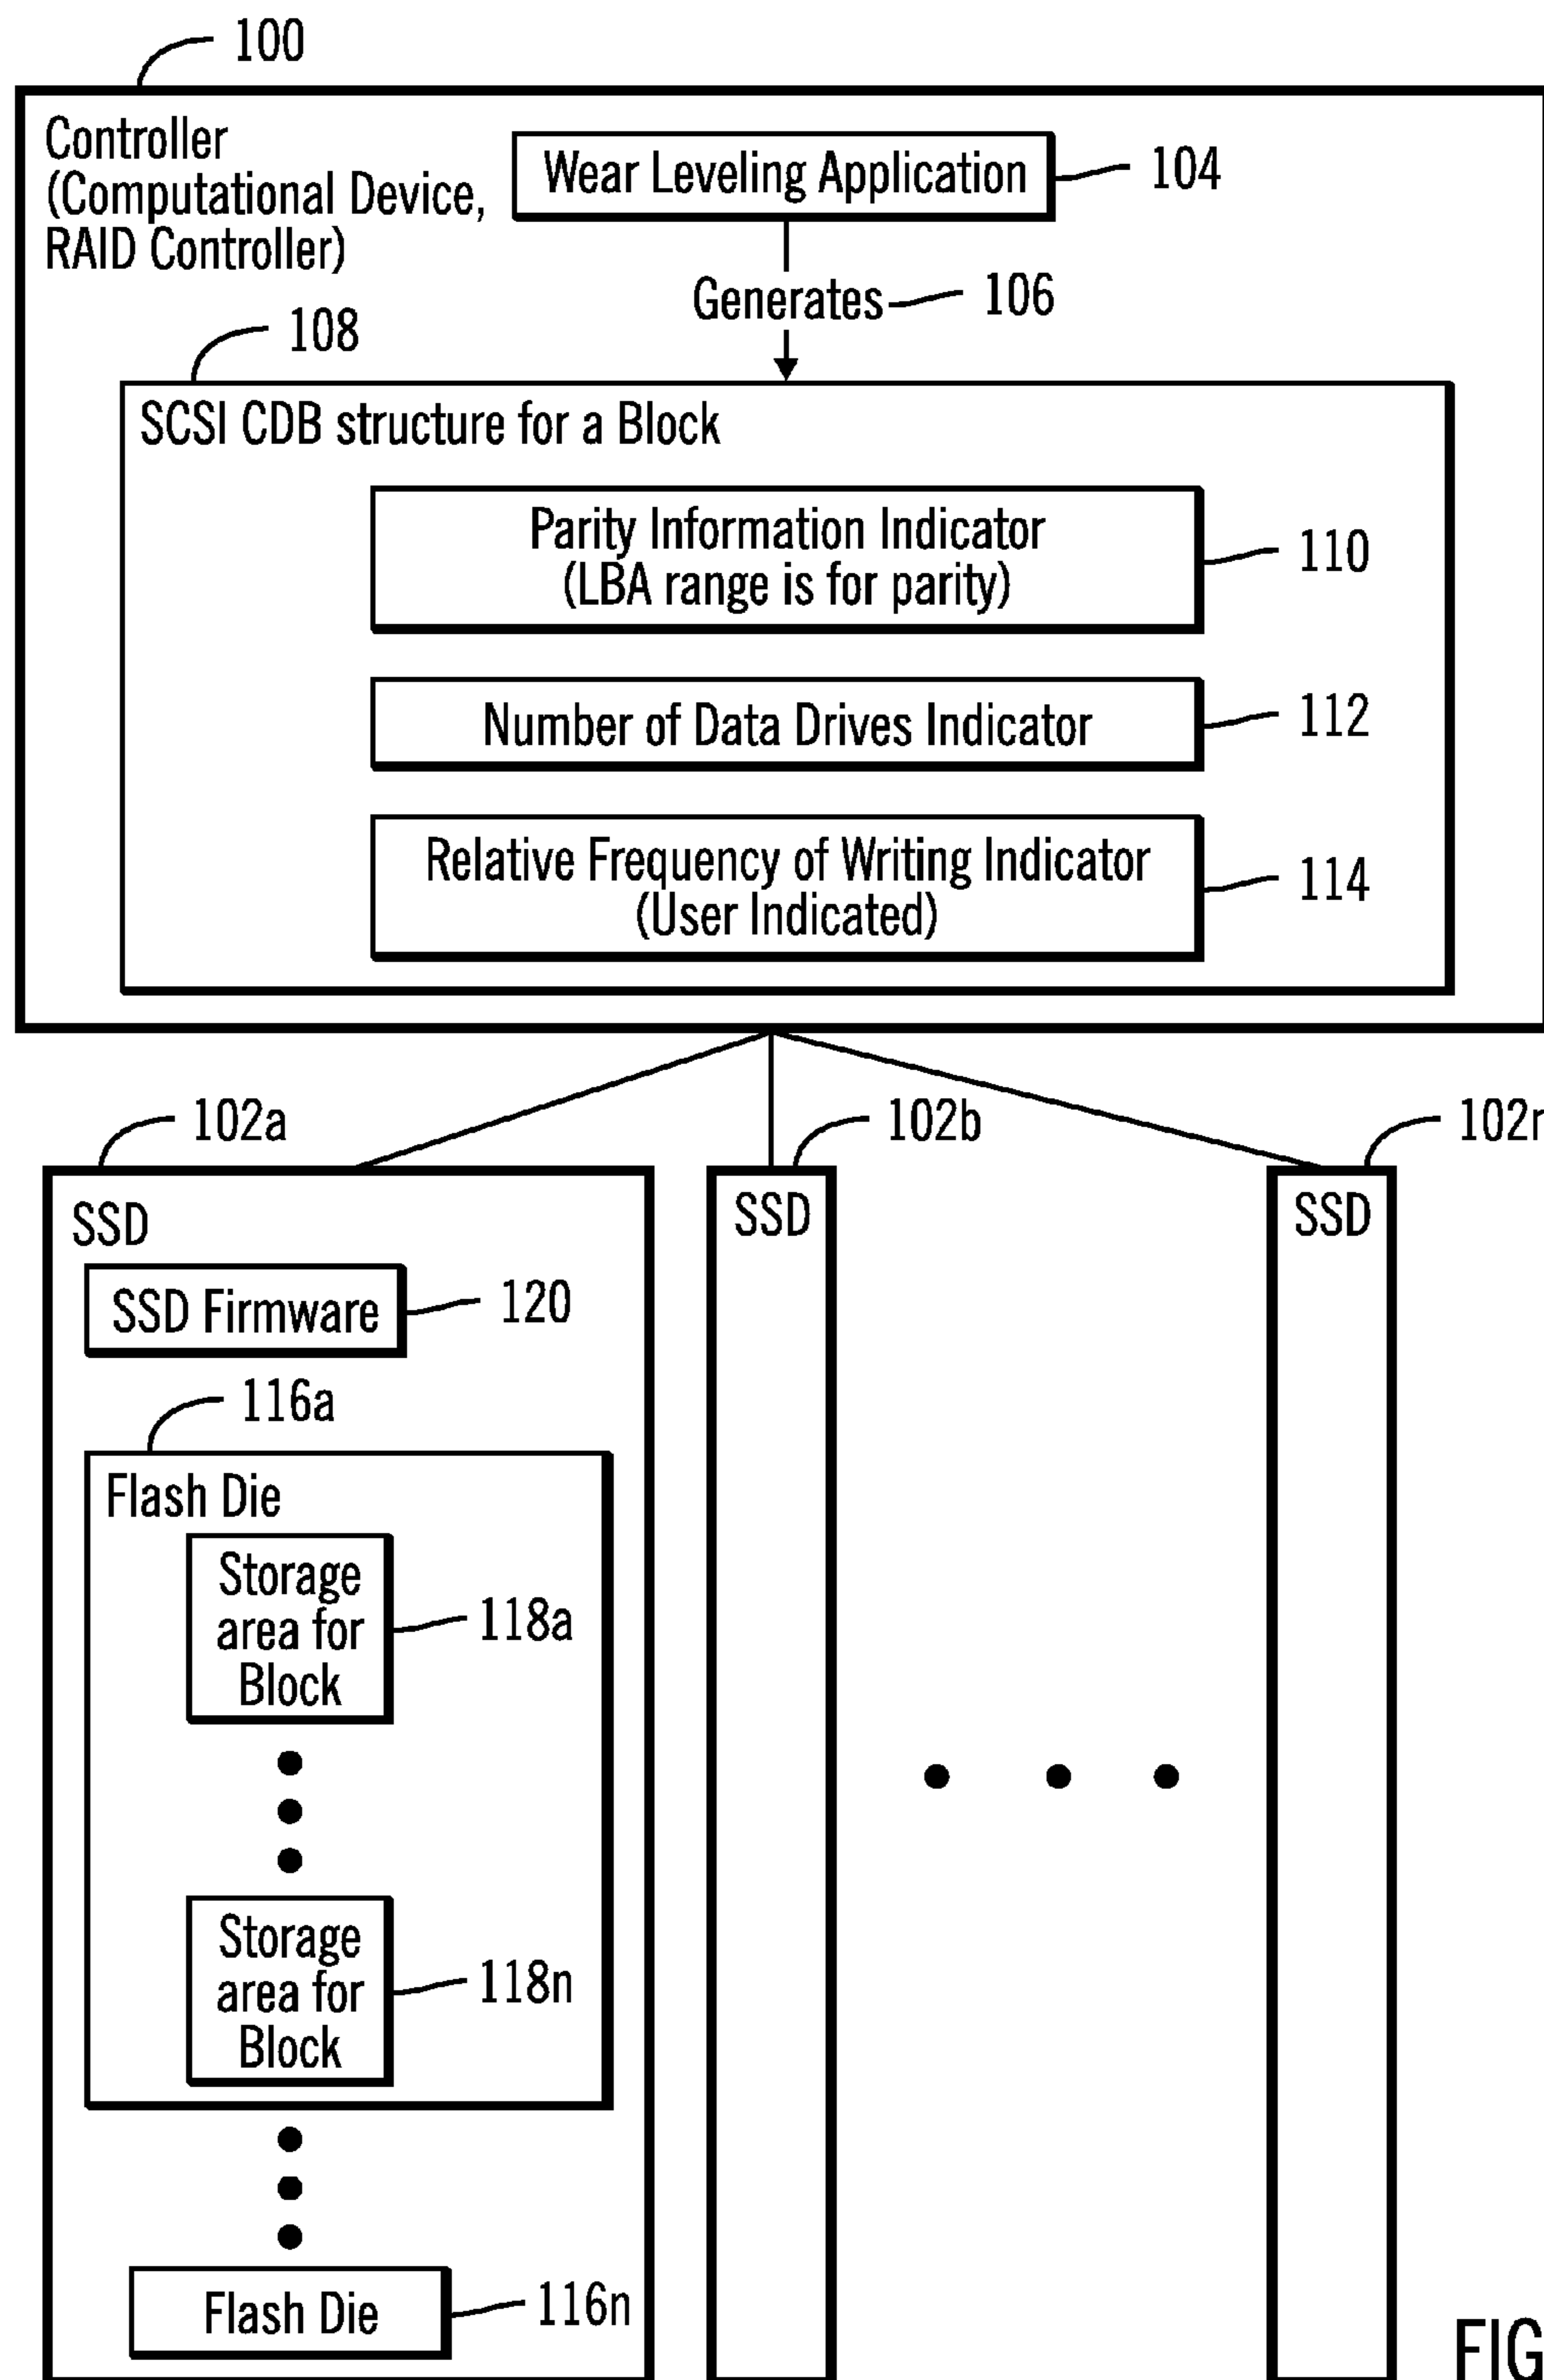 100
Controller
(Computational Device,
RAID Controller)
Wear Leveling Application
104
Generates
106
108
SCSI CDB structure for a Block
Parity Information Indicator
(LBA range is for parity)
110
Number of Data Drives Indicator
112
Relative Frequency of Writing Indicator
(User Indicated)
114
102a
102b
SSD
SSD
SSD
SSD Firmware
120
116a
Flash Die
Storage
area for
Block
118a
Storage
area for
Block
118n
Flash Die
116n
FIG